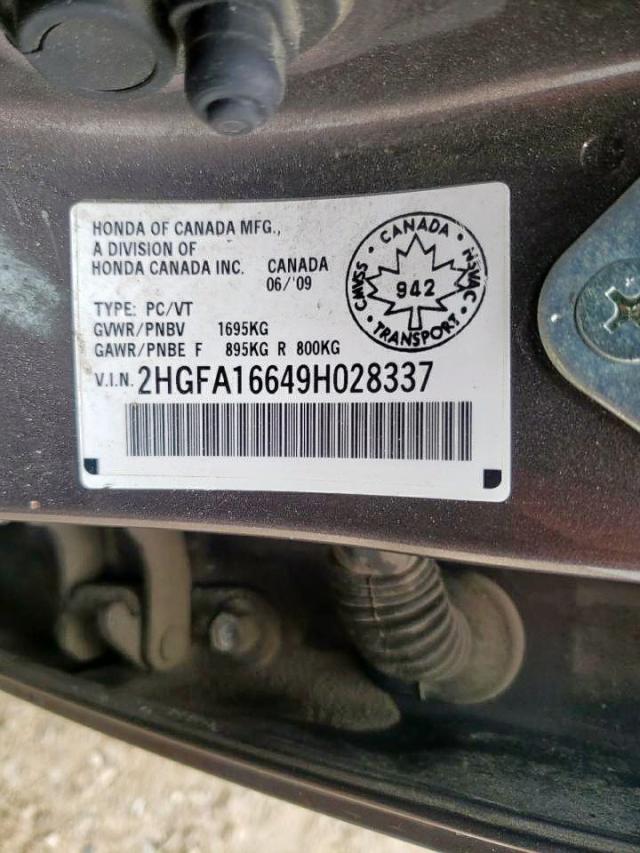 HONDA OF CANADA MFG.,
A DIVISION OF
HONDA CANADA INC. CANADA
06/'09
TYPE: PC/VT
GVWR/PNBV 1695KG
GAWR/PNBE F 895KG R 800KG
V.I.N. 2HGFA16649H028337
CANADA
CMVSS
NSVAC
942
TRANSPORT